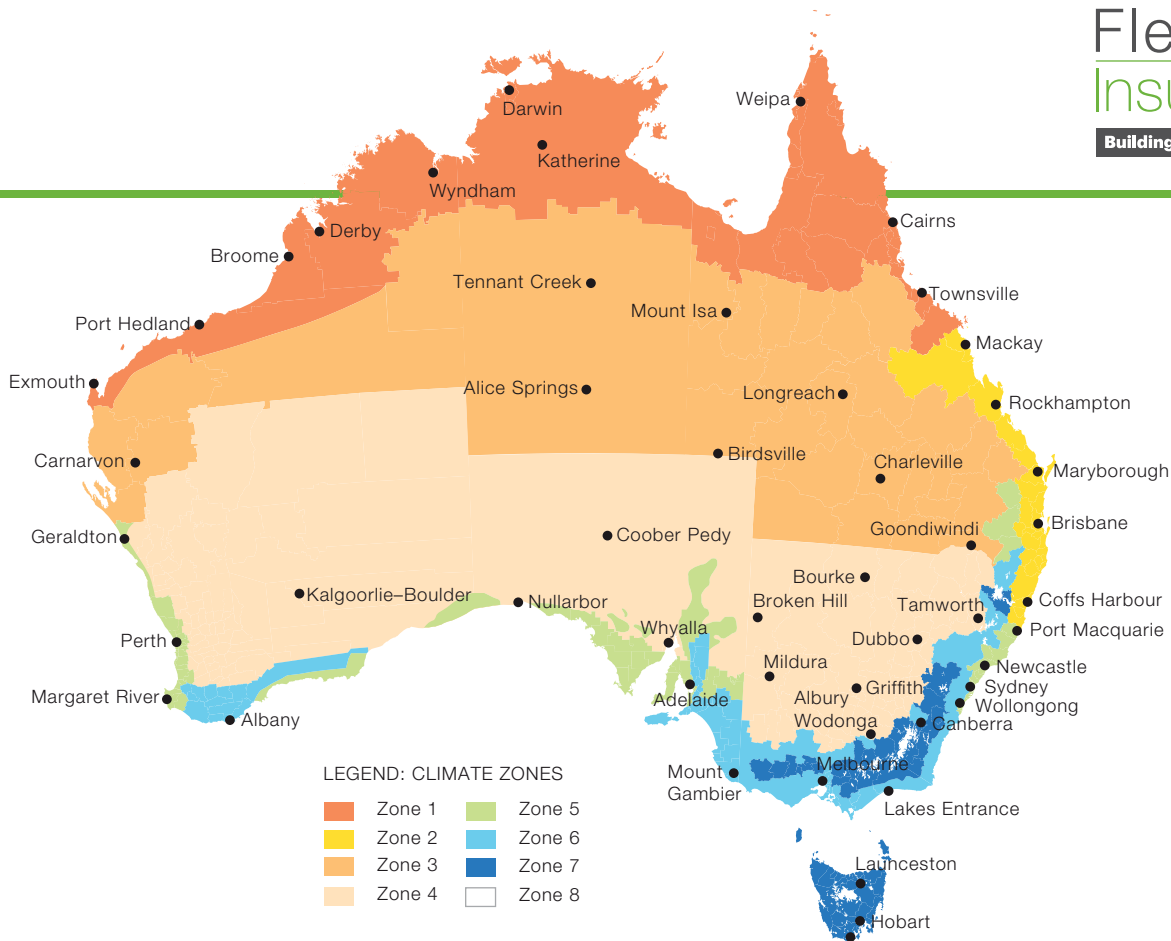 Fle
Insu
Building
Darwin
Weipa
Katherine
Wyndham
Derby
Cairns
Broome
Tennant Creek
Townsville
Mount Isa
Port Hedland
Mackay
Exmouth
Alice Springs
Longreach
Rockhampton
Birdsville
Carnarvon
Charleville
Maryborough
Geraldton
Coober Pedy
Goondiwindi
Brisbane
Bourke
Kalgoorlie–Boulder
Nullarbor
Broken Hill
Tamworth
Coffs Harbour
Port Macquarie
Perth
Whyalla
Dubbo
Mildura
Newcastle
Margaret River
Adelaide
Albury
Wodonga
Griffith
Sydney
Wollongong
Albany
Canberra
Mount
Gambier
Melbourne
Lakes Entrance
LEGEND: CLIMATE ZONES
Zone 1
Zone 5
Zone 2
Zone 6
Zone 3
Zone 7
Zone 4
Zone 8
Launceston
Hobart